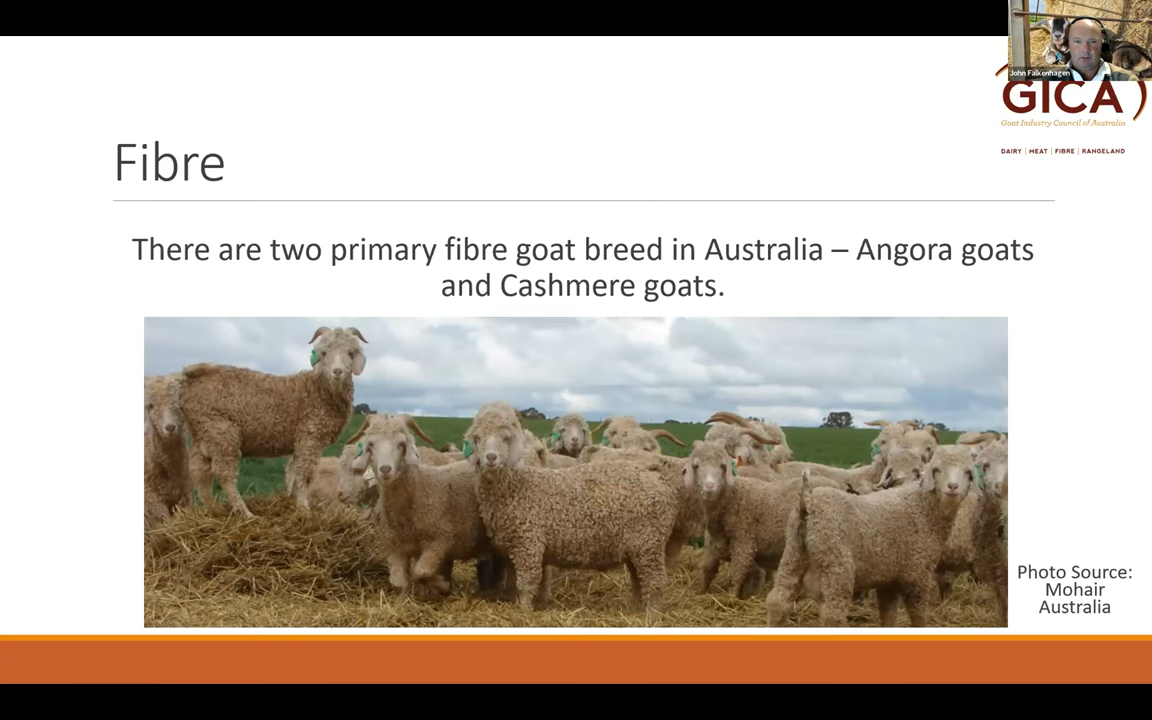 John Falkenhagen
GICA
Goat Industry Council of Australia
DAIRY | MEAT | FIBRE | RANGELAND
Fibre
There are two primary fibre goat breed in Australia – Angora goats
and Cashmere goats.
Photo Source:
Mohair
Australia